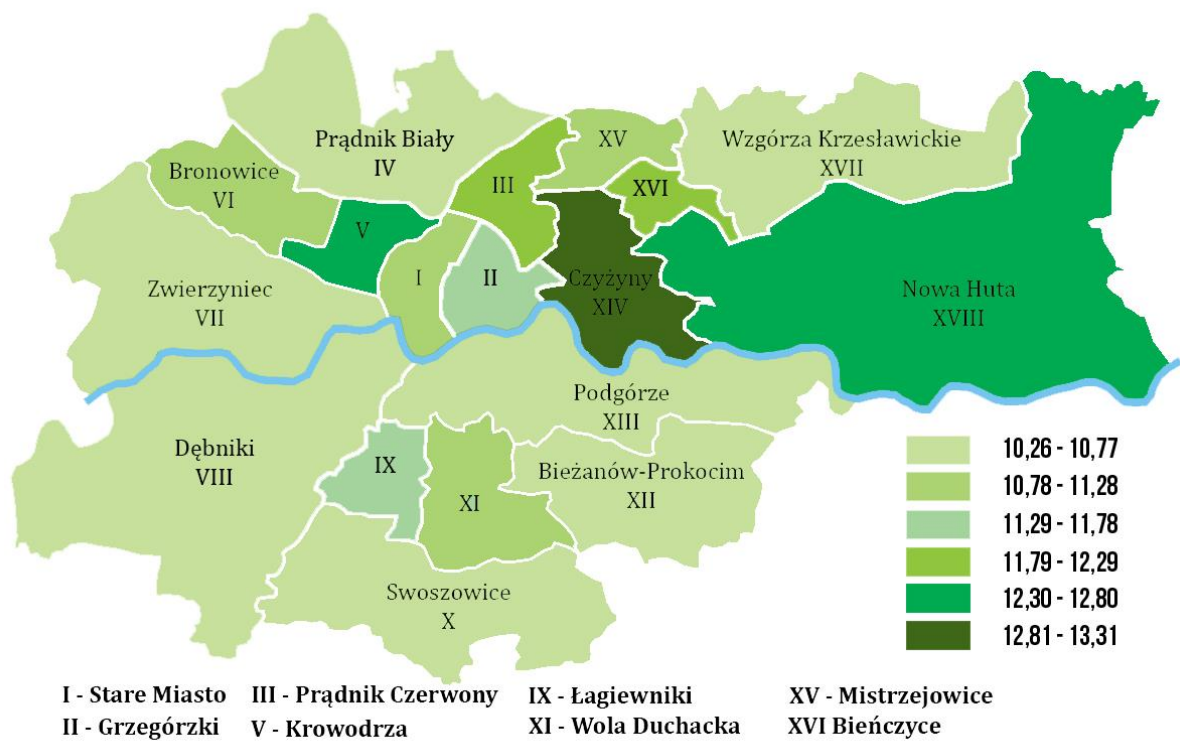 Prądnik Biały
IV
XV
Wzgórza Krzesławickie
XVII
Bronowice
VI
III
XVI
V
I
II
Czyżyny
XIV
Zwierzyniec
VII
Nowa Huta
XVIII
Podgórze
XIII
Dębniki
VIII
IX
XI
Bieżanów-Prokocim
XII
Swoszowice
X
10,26 - 10,77
10,78 - 11,28
11,29 - 11,78
11,79 - 12,29
12,30 - 12,80
12,81 - 13,31
I - Stare Miasto III - Prądnik Czerwony IX - Łagiewniki XV - Mistrzejowice
II - Grzegórzki V - Krowodrza XI - Wola Duchacka XVI Bieńczyce